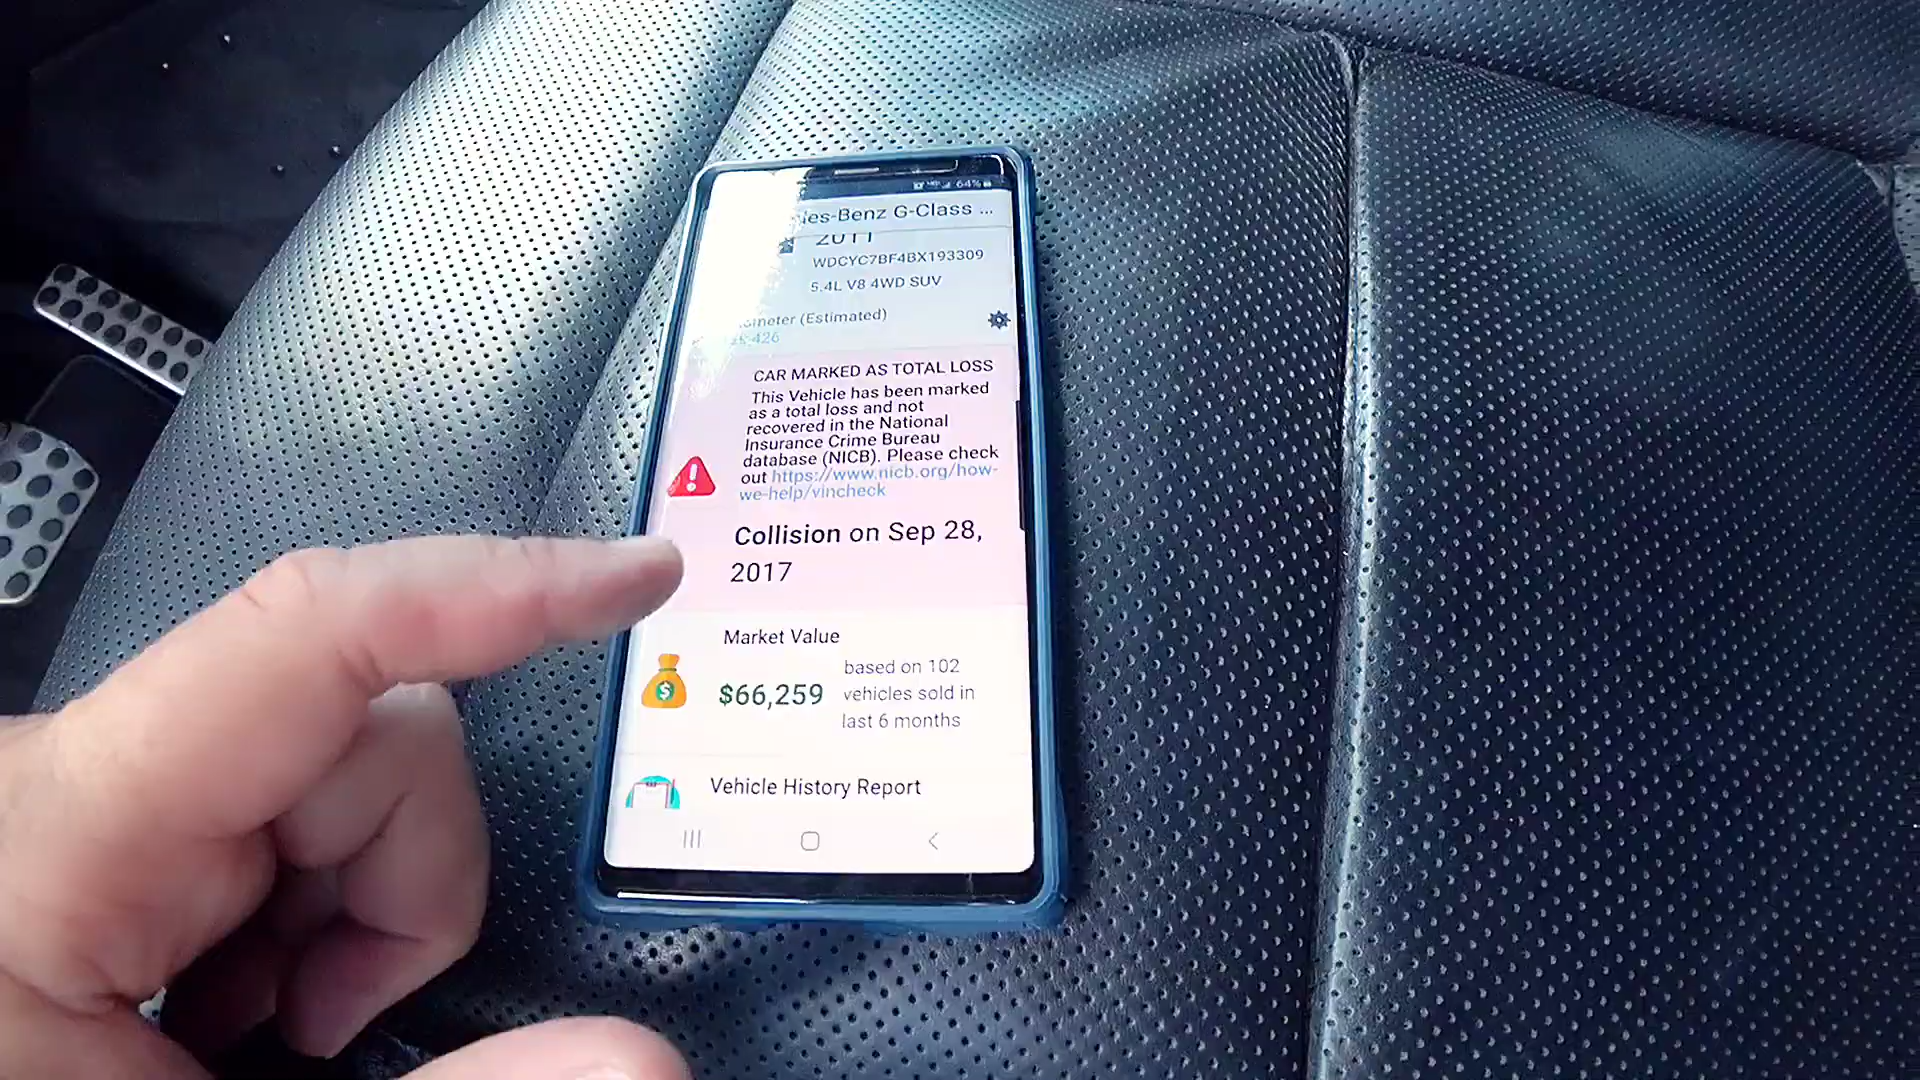 64%
des-Benz G-Class ...
2011
WDCYC7BF4BX193309
5.4L V8 4WD SUV
(Estimated)
CAR MARKED AS TOTAL LOSS
This Vehicle has been marked
as a total loss and not
recovered in the National
Insurance Crime Bureau
database (NICB). Please check
out https://www.nicb.org/how-
we-help/vincheck
Collision on Sep 28,
2017
Market Value
based on 102
$66,259 vehicles sold in
last 6 months
Vehicle History Report